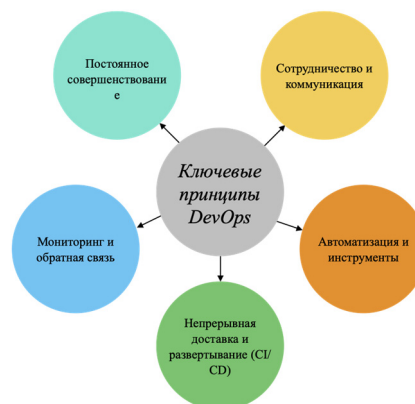 Постоянное
совершенствовани
е
Сотрудничество и
коммуникация
Ключевые
принципы
DevOps
Мониторинг и
обратная связь
Автоматизация и
инструменты
Непрерывная
доставка и
развертывание (CI/
CD)